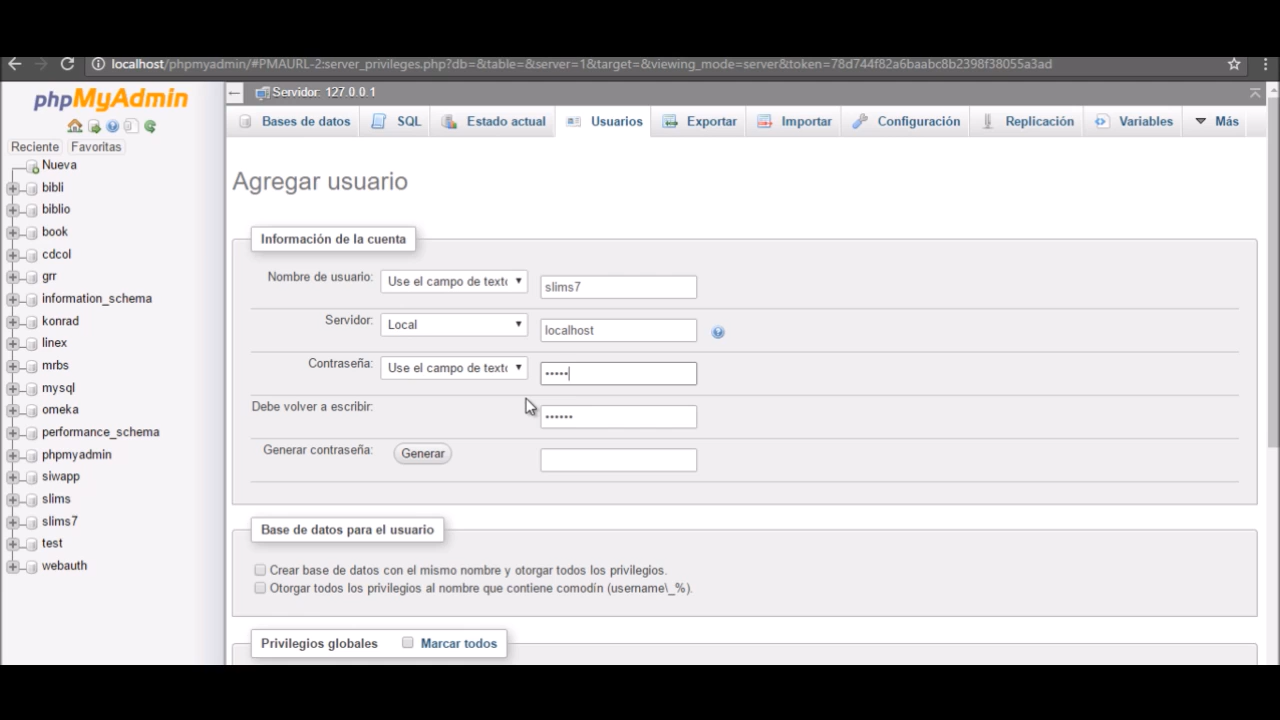 localhost/phpmyadmin/#PMAURL-2:server_privileges.php?db=&table=&server=1&target=&viewing_mode=server&token=78d744f82a6baabc8b2398f38055a3ad
phpMyAdmin
Reciente Favoritas
Nueva
bibli
biblio
book
cdcol
grr
information_schema
konrad
linex
mrbs
mysql
omeka
performance_schema
phpmyadmin
siwapp
slims
slims7
test
webauth
Servidor: 127.0.0.1
Bases de datos SQL Estado actual Usuarios Exportar Importar Configuración Replicación Variables Más
Agregar usuario
Información de la cuenta
Nombre de usuario: Use el campo de texto slims7
Servidor: Local localhost
Contraseña: Use el campo de texto •••••
Debe volver a escribir: ••••••
Generar contraseña: Generar
Base de datos para el usuario
Crear base de datos con el mismo nombre y otorgar todos los privilegios.
Otorgar todos los privilegios al nombre que contiene comodín (username\_%).
Privilegios globales Marcar todos